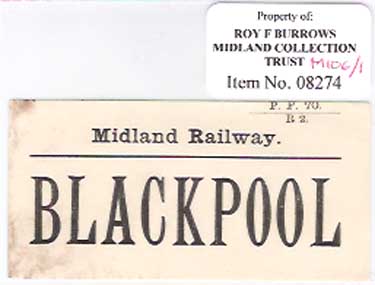 Property of:
ROY F BURROWS
MIDLAND COLLECTION
TRUST M106/1
Item No. 08274
P. F. 70.
R 2.
Midland Railway.
BLACKPOOL